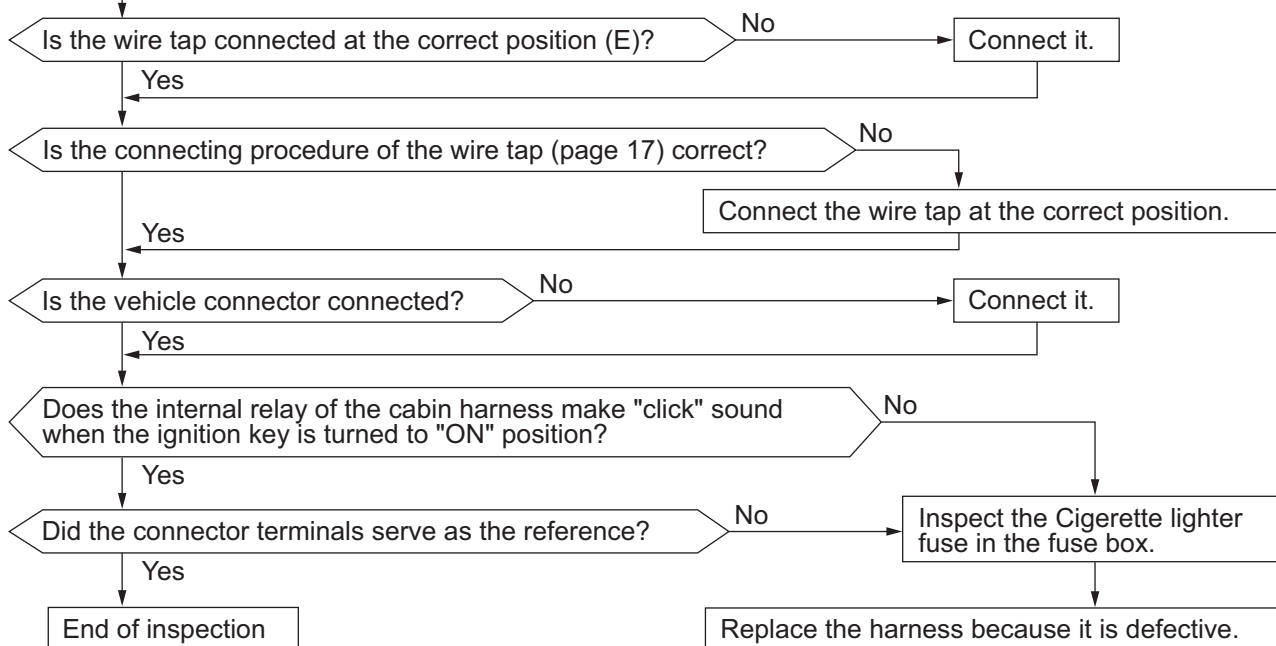 Is the wire tap connected at the correct position (E)?
No
Connect it.
Yes
Is the connecting procedure of the wire tap (page 17) correct?
No
Connect the wire tap at the correct position.
Yes
Is the vehicle connector connected?
No
Connect it.
Yes
Does the internal relay of the cabin harness make "click" sound
when the ignition key is turned to "ON" position?
No
Yes
Did the connector terminals serve as the reference?
No
Inspect the Cigerette lighter
fuse in the fuse box.
Yes
End of inspection
Replace the harness because it is defective.